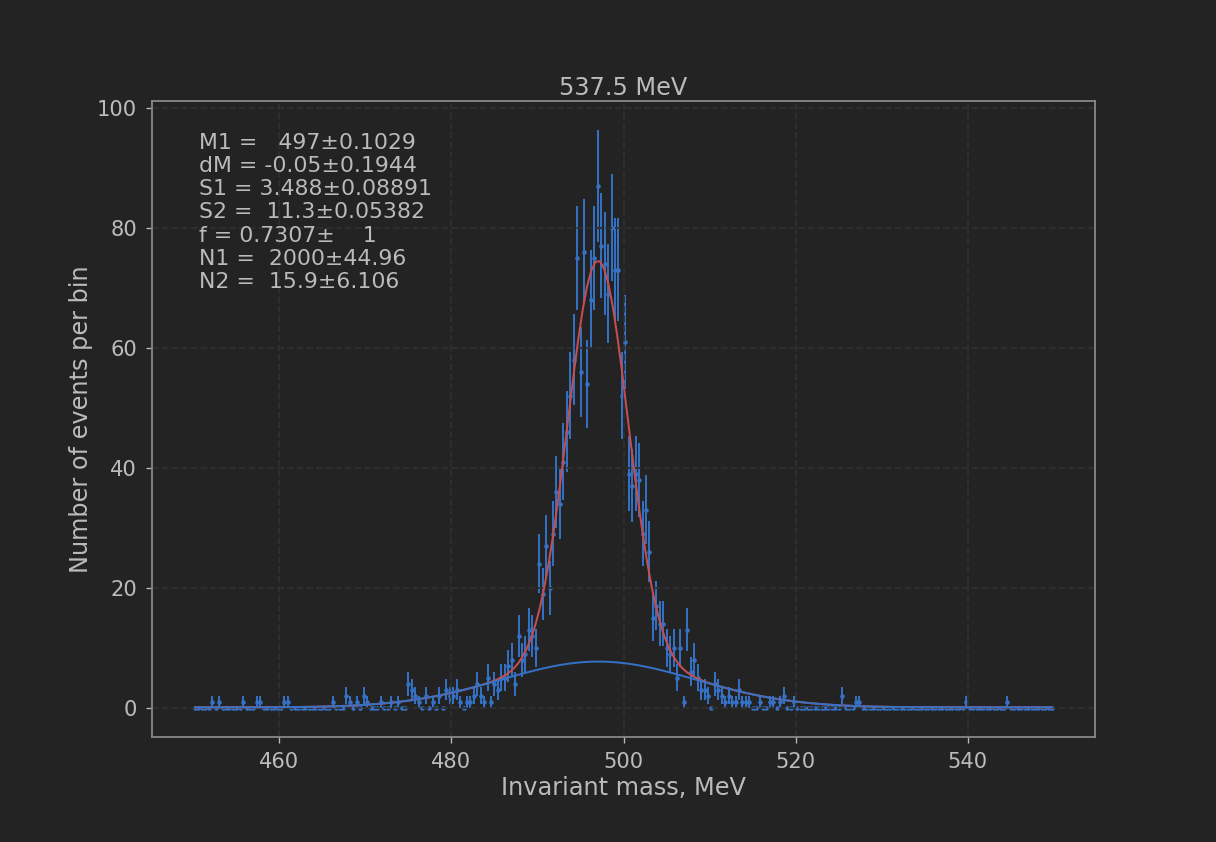 537.5 MeV
M1 =   497±0.1029
dM = -0.05±0.1944
S1 = 3.488±0.08891
S2 =  11.3±0.05382
f = 0.7307±    1
N1 =  2000±44.96
N2 =  15.9±6.106
Number of events per bin
100
80
60
40
20
0
460 480 500 520 540
Invariant mass, MeV